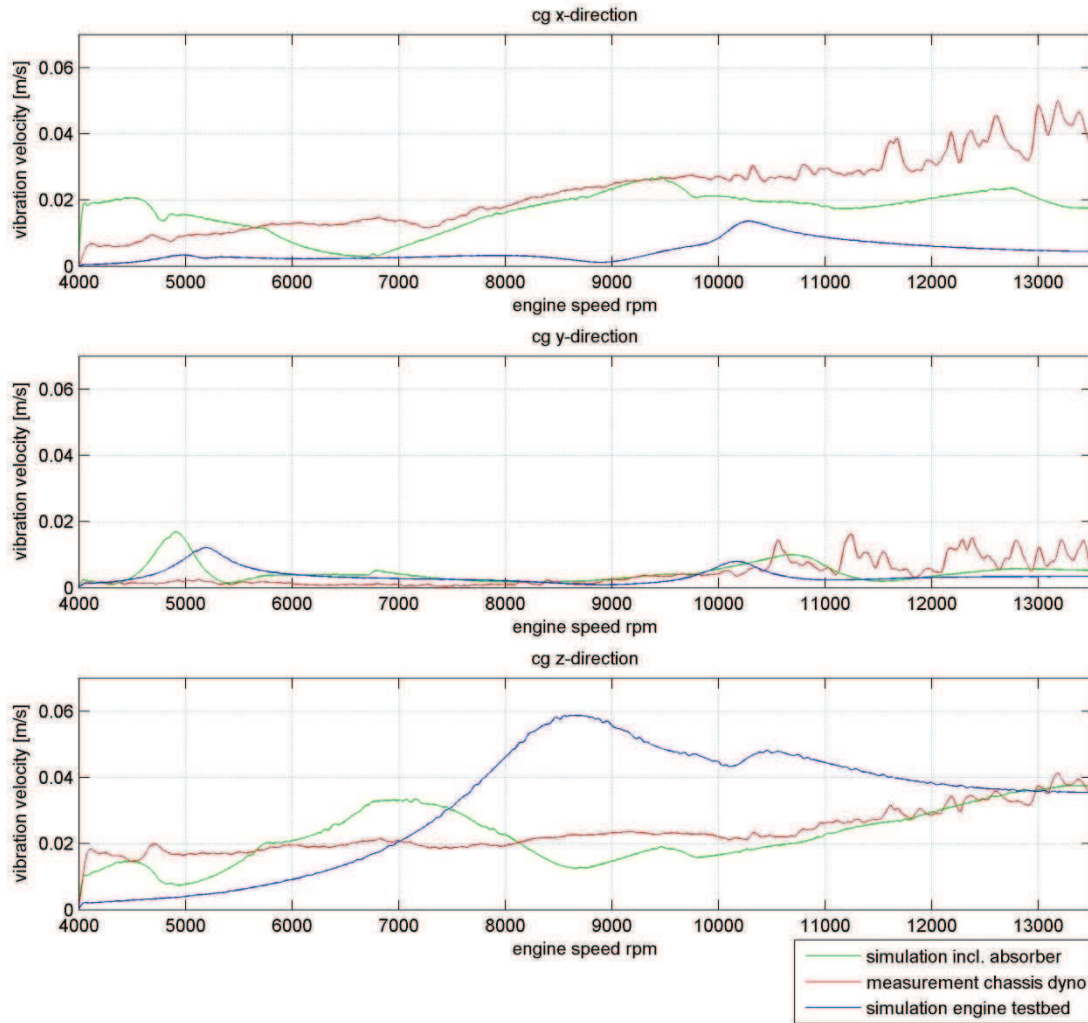 cg x-direction
vibration velocity [m/s]
0.06
0.04
0.02
0
4000 5000 6000 7000 8000 9000 10000 11000 12000 13000
engine speed rpm
cg y-direction
vibration velocity [m/s]
0.06
0.04
0.02
0
4000 5000 6000 7000 8000 9000 10000 11000 12000 13000
engine speed rpm
cg z-direction
vibration velocity [m/s]
0.06
0.04
0.02
0
4000 5000 6000 7000 8000 9000 10000 11000 12000 13000
engine speed rpm
simulation incl. absorber
measurement chassis dyno
simulation engine testbed